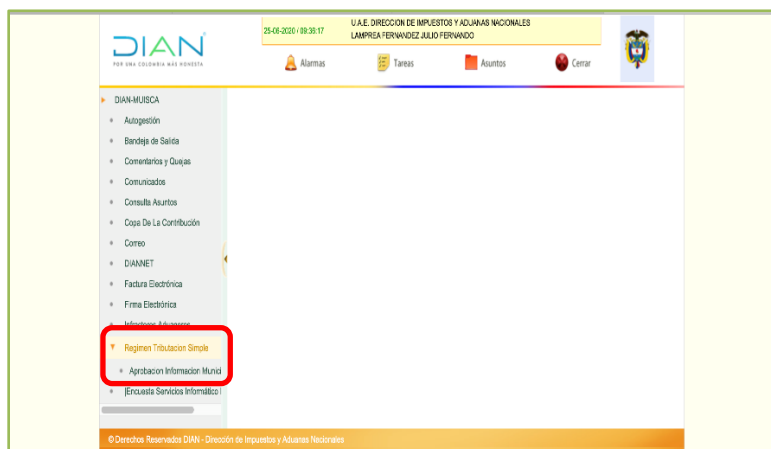 DIAN
POR UNA COLOMBIA MÁS HONESTA
25-06-2020 / 09:36:17
U.A.E. DIRECCION DE IMPUESTOS Y ADUANAS NACIONALES
LAMPREA FERNANDEZ JULIO FERNANDO
Alarmas
Tareas
Asuntos
Cerrar
DIAN-MUISCA
Autogestión
Bandeja de Salida
Comentarios y Quejas
Comunicados
Consulta Asuntos
Copa De La Contribución
Correo
DIANNET
Factura Electrónica
Firma Electrónica
Infractores Aduaneros
Regimen Tributacion Simple
Aprobacion Informacion Munici
|Encuesta Servicios Informático
© Derechos Reservados DIAN - Dirección de Impuestos y Aduanas Nacionales